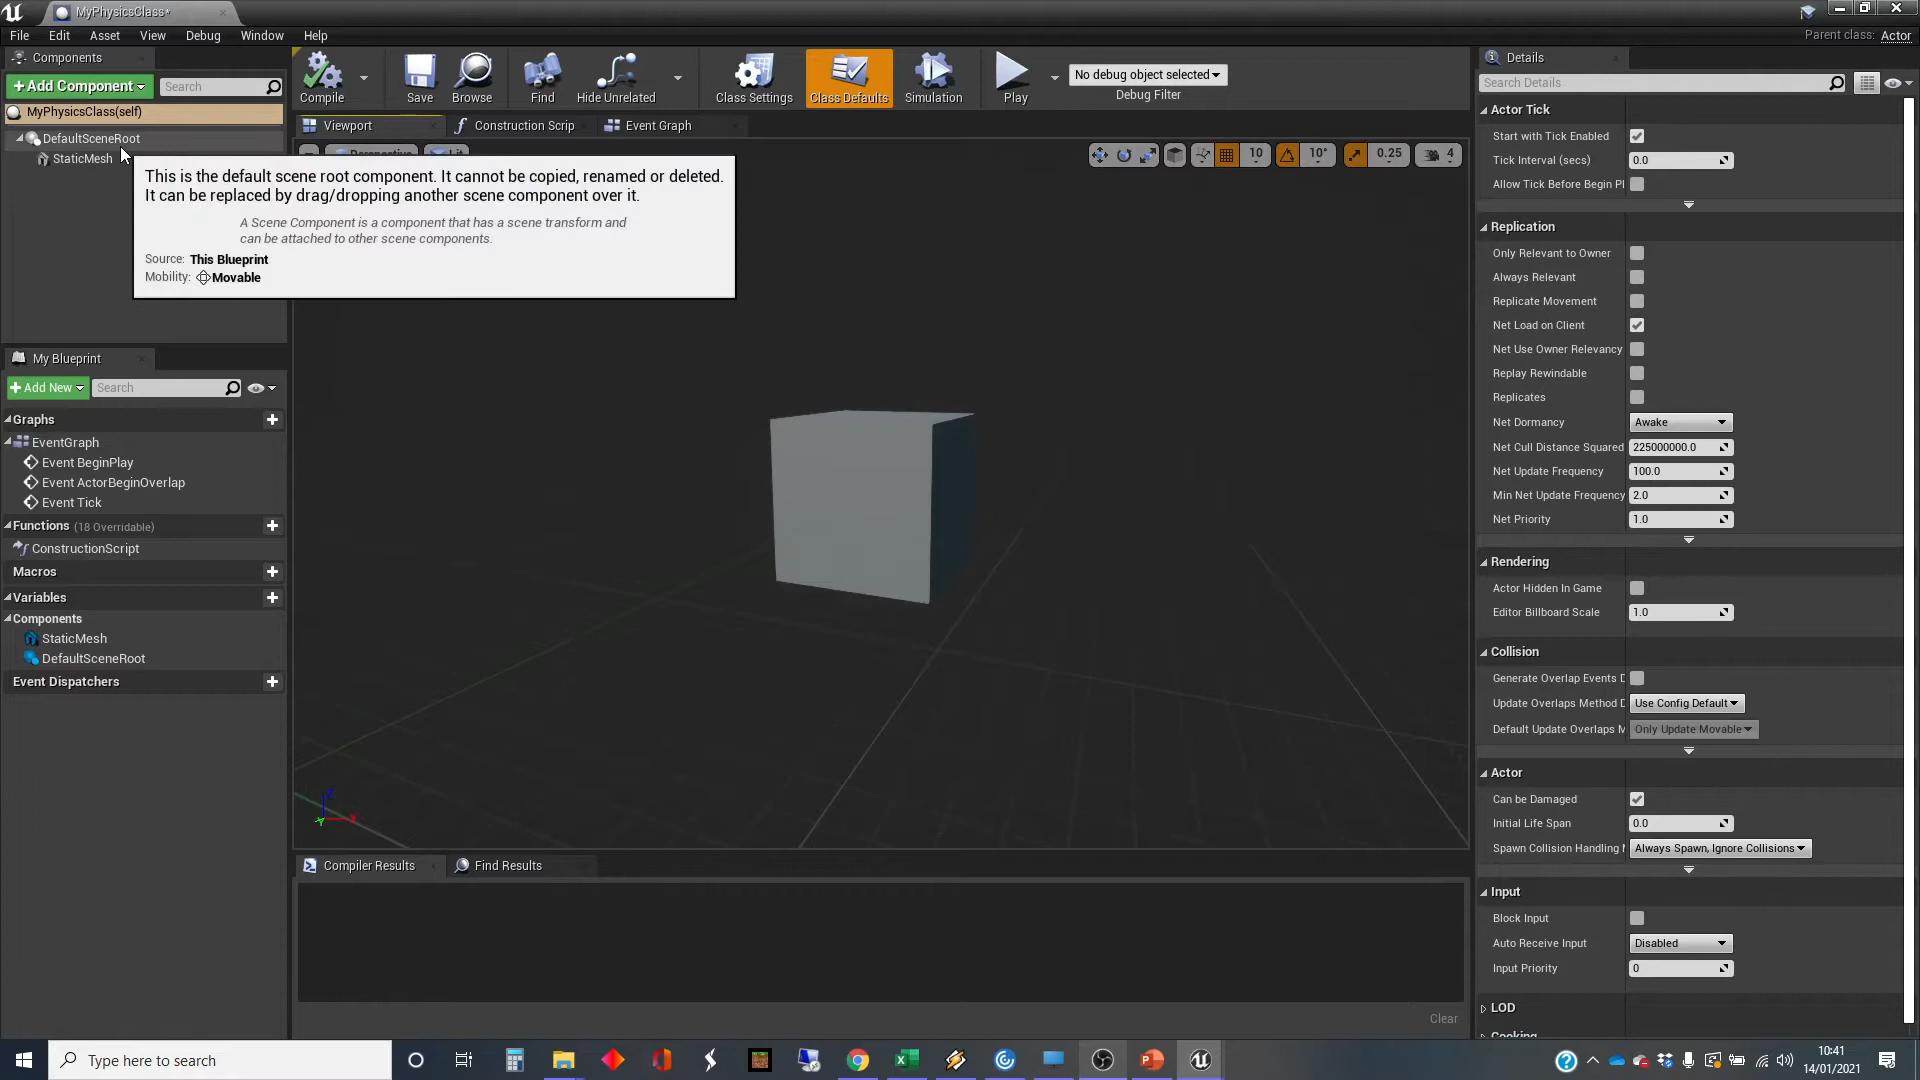 MyPhysicsClass*
File Edit Asset View Debug Window Help
Parent class: Actor
Components
+Add Component
Search
MyPhysicsClass(self)
DefaultSceneRoot
StaticMesh
Compile
Save
Browse
Find
Hide Unrelated
Class Settings
Class Defaults
Simulation
Play
No debug object selected
Debug Filter
Viewport
Construction Scrip
Event Graph
Perspective
Lit
10
10°
0.25
4
This is the default scene root component. It cannot be copied, renamed or deleted.
It can be replaced by drag/dropping another scene component over it.
A Scene Component is a component that has a scene transform and
can be attached to other scene components.
Source: This Blueprint
Mobility: Movable
My Blueprint
+Add New
Search
Graphs
EventGraph
Event BeginPlay
Event ActorBeginOverlap
Event Tick
Functions (18 Overridable)
ConstructionScript
Macros
Variables
Components
StaticMesh
DefaultSceneRoot
Event Dispatchers
Z
X
Y
Compiler Results
Find Results
Clear
Details
Search Details
Actor Tick
Start with Tick Enabled
Tick Interval (secs) 0.0
Allow Tick Before Begin Pl
Replication
Only Relevant to Owner
Always Relevant
Replicate Movement
Net Load on Client
Net Use Owner Relevancy
Replay Rewindable
Replicates
Net Dormancy Awake
Net Cull Distance Squared 225000000.0
Net Update Frequency 100.0
Min Net Update Frequency 2.0
Net Priority 1.0
Rendering
Actor Hidden In Game
Editor Billboard Scale 1.0
Collision
Generate Overlap Events D
Update Overlaps Method D Use Config Default
Default Update Overlaps M Only Update Movable
Actor
Can be Damaged
Initial Life Span 0.0
Spawn Collision Handling M Always Spawn, Ignore Collisions
Input
Block Input
Auto Receive Input Disabled
Input Priority 0
LOD
Cooking
Type here to search
10:41
14/01/2021